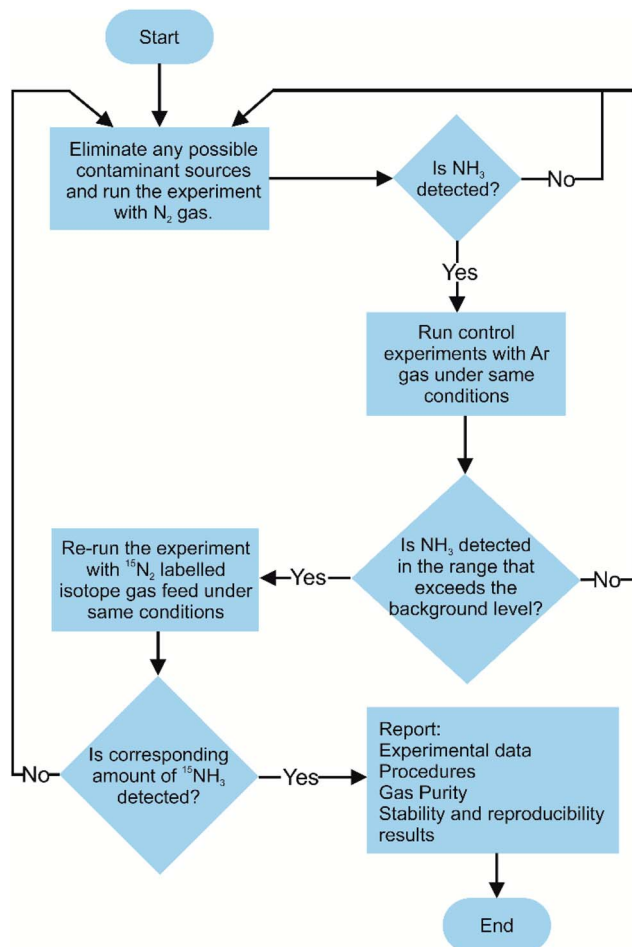 Start
Eliminate any possible
contaminant sources
and run the experiment
with N₂ gas.
Is NH₃
detected?
No
Yes
Run control
experiments with Ar
gas under same
conditions
Is NH₃ detected
in the range that
exceeds the
background level?
No
Yes
Re-run the experiment
with ¹⁵N₂ labelled
isotope gas feed under
same conditions
Is corresponding
amount of ¹⁵NH₃
detected?
No
Yes
Report:
Experimental data
Procedures
Gas Purity
Stability and reproducibility
results
End